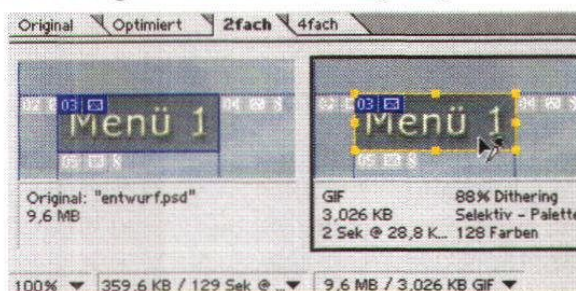 Original Optimiert 2fach 4fach
03
Menü 1
05
03
Menü 1
05
Original: "entwurf.psd"
9,6 MB
GIF 88% Dithering
3,026 KB Selektiv - Palette
2 Sek @ 28,8 K... 128 Farben
100% 359,6 KB / 129 Sek @ ... 9,6 MB / 3,026 KB GIF